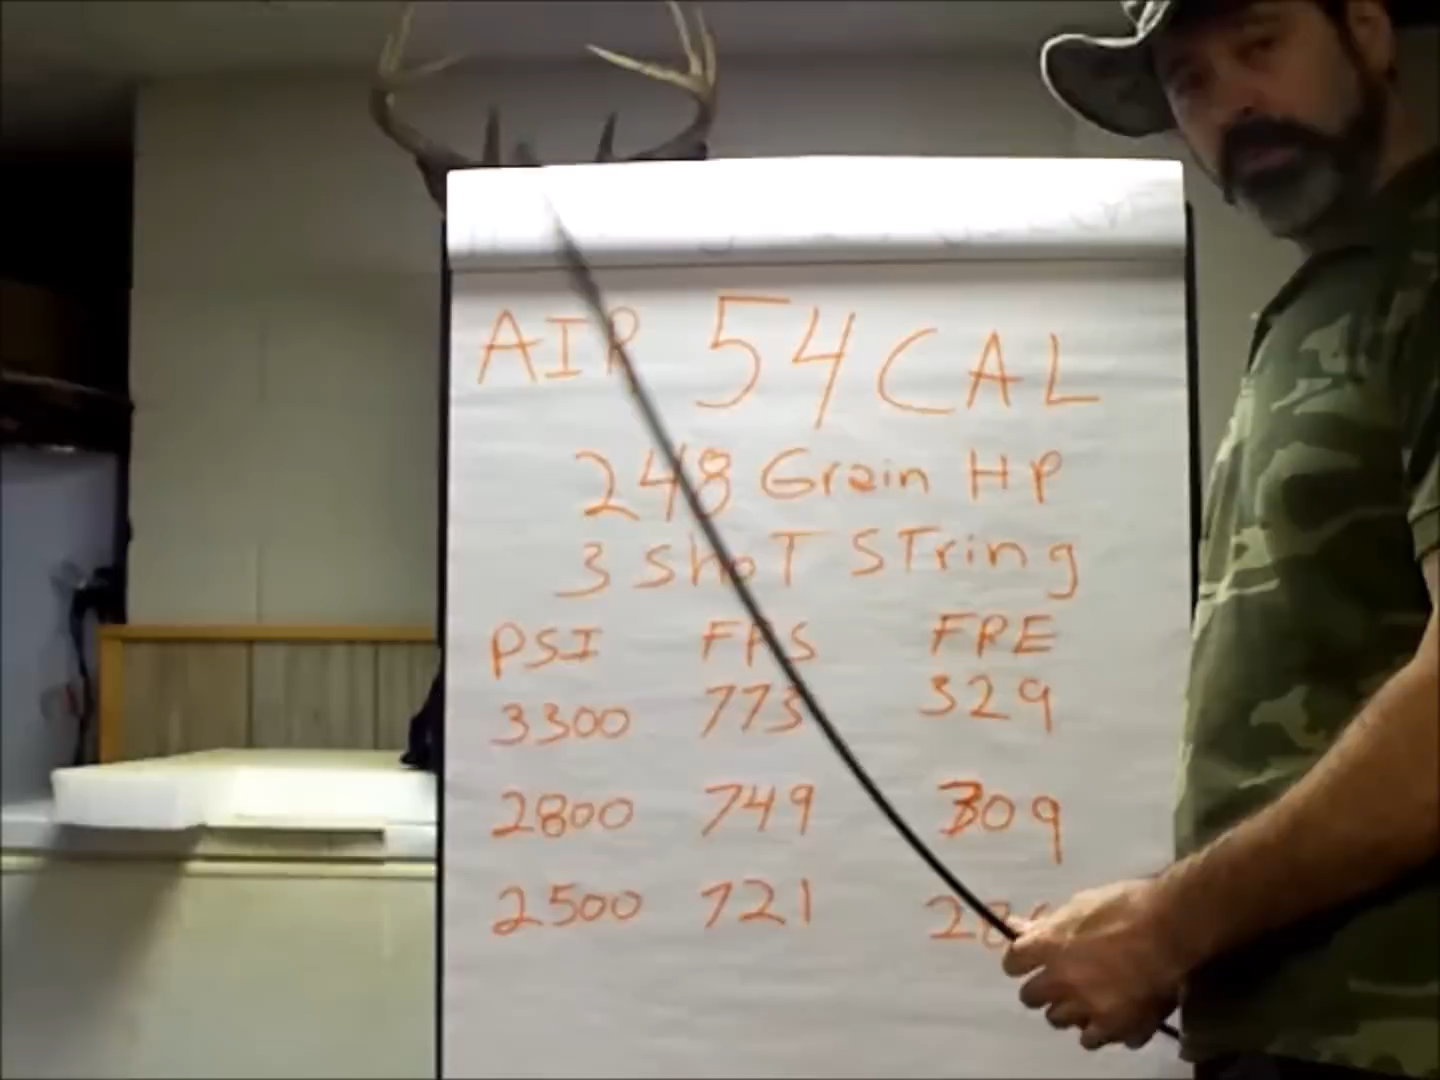 AIR 54 CAL
248 Grain HP
3 ShoT STring
PSI FPS FPE
3300 773 329
2800 749 309
2500 721